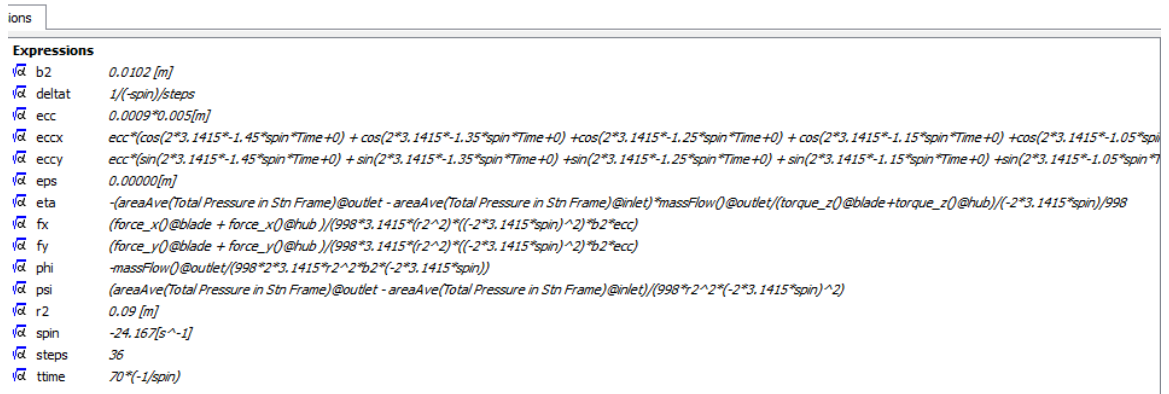 ions
Expressions
√α b2 0.0102 [m]
√α deltat 1/(-spin)/steps
√α ecc 0.0009*0.005[m]
√α eccx ecc*(cos(2*3.1415*-1.45*spin*Time+0) + cos(2*3.1415*-1.35*spin*Time+0) +cos(2*3.1415*-1.25*spin*Time+0) + cos(2*3.1415*-1.15*spin*Time+0) +cos(2*3.1415*-1.05*spi
√α eccy ecc*(sin(2*3.1415*-1.45*spin*Time+0) + sin(2*3.1415*-1.35*spin*Time+0) +sin(2*3.1415*-1.25*spin*Time+0) + sin(2*3.1415*-1.15*spin*Time+0) +sin(2*3.1415*-1.05*spin*T
√α eps 0.00000[m]
√α eta -(areaAve(Total Pressure in Stn Frame)@outlet - areaAve(Total Pressure in Stn Frame)@inlet)*massFlow()@outlet/(torque_z()@blade+torque_z()@hub)/(-2*3.1415*spin)/998
√α fx (force_x()@blade + force_x()@hub )/(998*3.1415*(r2^2)*((-2*3.1415*spin)^2)*b2*ecc)
√α fy (force_y()@blade + force_y()@hub )/(998*3.1415*(r2^2)*((-2*3.1415*spin)^2)*b2*ecc)
√α phi -massFlow()@outlet/(998*2*3.1415*r2^2*b2*(-2*3.1415*spin))
√α psi (areaAve(Total Pressure in Stn Frame)@outlet - areaAve(Total Pressure in Stn Frame)@inlet)/(998*r2^2*(-2*3.1415*spin)^2)
√α r2 0.09 [m]
√α spin -24.167[s^-1]
√α steps 36
√α ttime 70*(-1/spin)